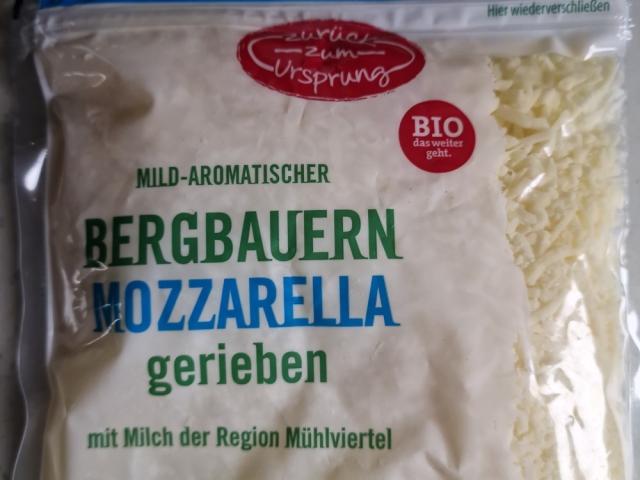 Hier wiederverschließen
zurück
zum
Ursprung
BIO
das weiter
geht.
MILD-AROMATISCHER
BERGBAUERN
MOZZARELLA
gerieben
mit Milch der Region Mühlviertel